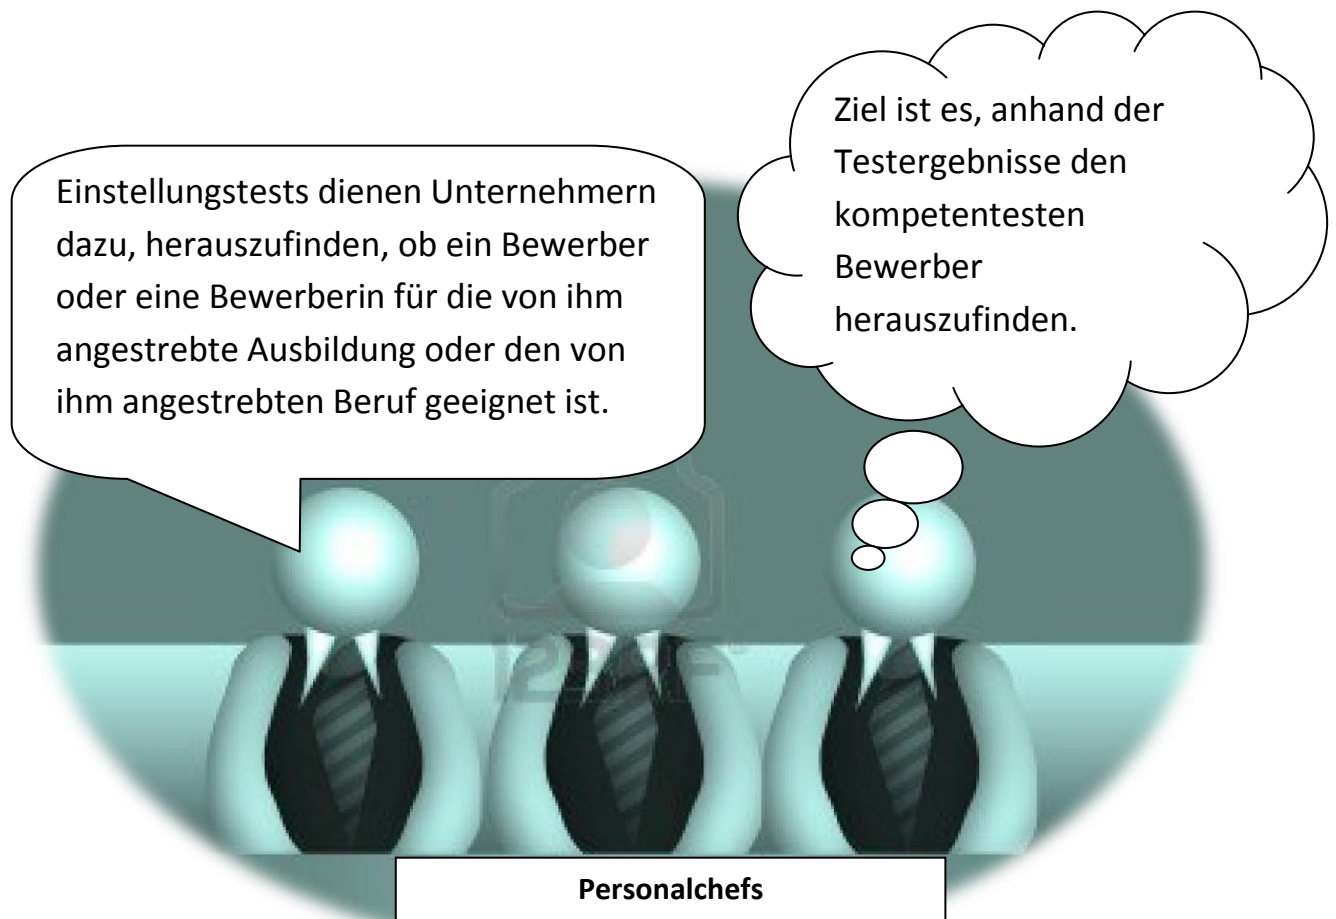 Einstellungstests dienen Unternehmern
dazu, herauszufinden, ob ein Bewerber
oder eine Bewerberin für die von ihm
angestrebte Ausbildung oder den von
ihm angestrebten Beruf geeignet ist.
Ziel ist es, anhand der
Testergebnisse den
kompetentesten
Bewerber
herauszufinden.
Personalchefs